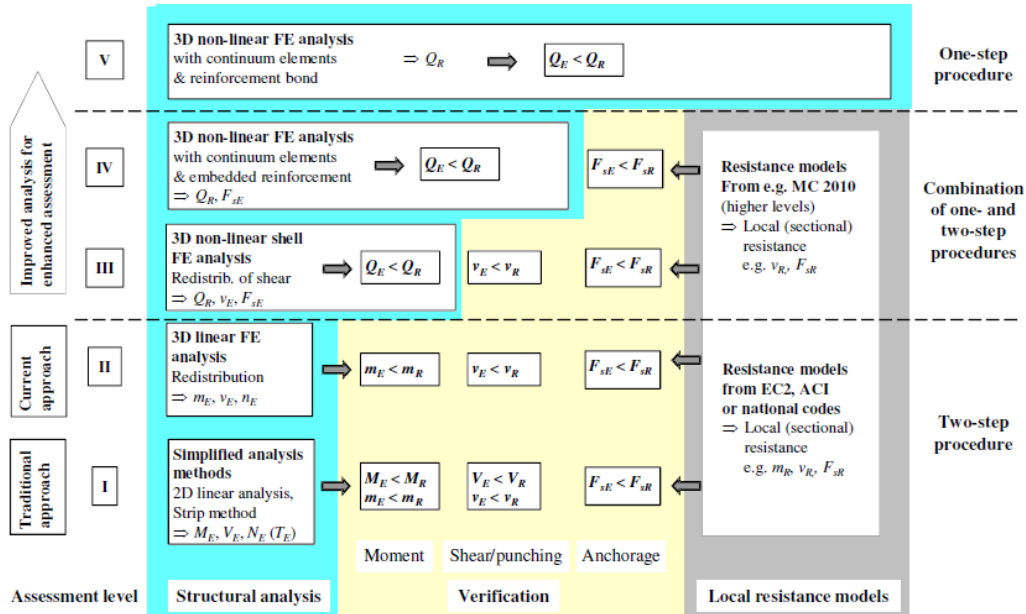 V
3D non-linear FE analysis
with continuum elements ⇒ Q_R
& reinforcement bond
Q_E < Q_R
One-step
procedure
Improved analysis for
enhanced assessment
IV
3D non-linear FE analysis
with continuum elements
& embedded reinforcement
⇒ Q_R, F_sE
Q_E < Q_R
F_sE < F_sR
Resistance models
From e.g. MC 2010
(higher levels)
⇒ Local (sectional)
resistance
e.g. v_R, F_sR
Combination
of one- and
two-step
procedures
III
3D non-linear shell
FE analysis
Redistrib. of shear
⇒ Q_R, v_E, F_sE
Q_E < Q_R
v_E < v_R
F_sE < F_sR
Current
approach
II
3D linear FE
analysis
Redistribution
⇒ m_E, v_E, n_E
m_E < m_R
v_E < v_R
F_sE < F_sR
Resistance models
from EC2, ACI
or national codes
⇒ Local (sectional)
resistance
e.g. m_R, v_R, F_sR
Two-step
procedure
Traditional
approach
I
Simplified analysis
methods
2D linear analysis,
Strip method
⇒ M_E, V_E, N_E (T_E)
M_E < M_R
m_E < m_R
V_E < V_R
v_E < v_R
F_sE < F_sR
Moment
Shear/punching
Anchorage
Assessment level
Structural analysis
Verification
Local resistance models